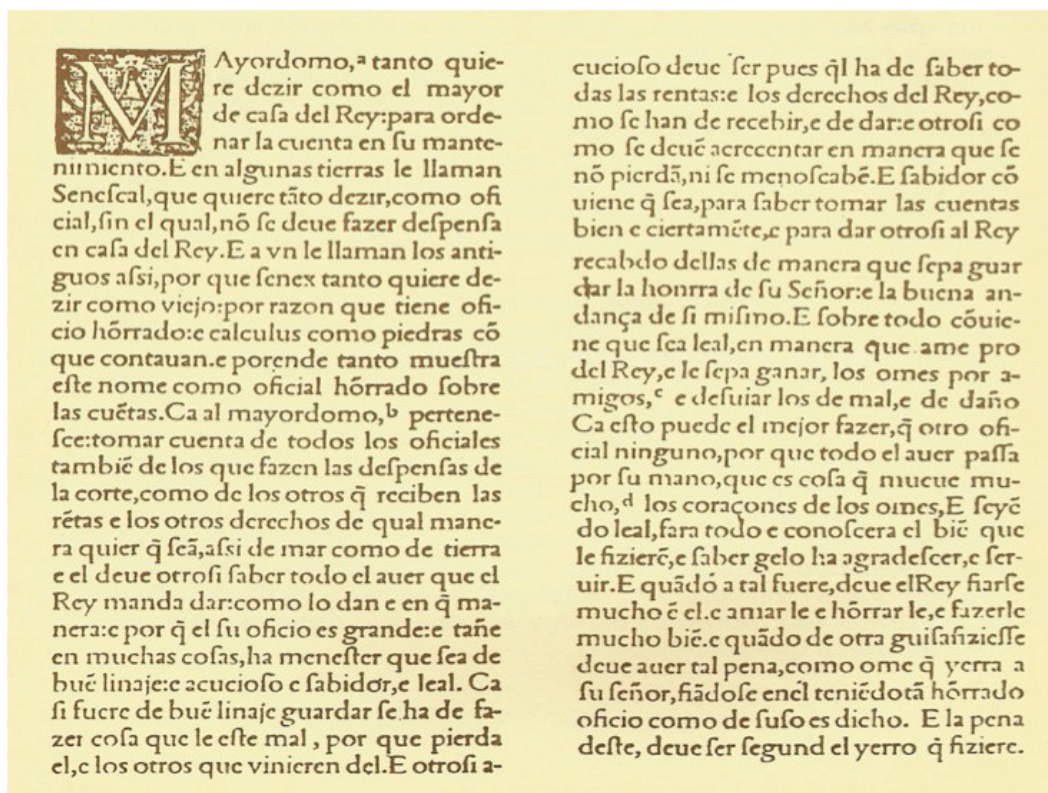 MAyordomo,ᵃ tanto quie-
re dezir como el mayor
de caſa del Rey:para orde-
nar la cuenta en ſu mante-
nimiento.E en algunas tierras le llaman
Seneſcal,que quiere tãto dezir,como ofi
cial,ſin el qual,nõ ſe deue fazer deſpenſa
en caſa del Rey.E a vn le llaman los anti-
guos aſsi,por que ſenex tanto quiere de-
zir como viejo:por razon que tiene ofi-
cio hõrrado:e calculus como piedras cõ
que contauan.e porende tanto mueſtra
eſte nome como oficial hõrrado ſobre
las cuẽtas.Ca al mayordomo,ᵇ pertene-
ſce:tomar cuenta de todos los oficiales
tambiẽ de los que fazen las deſpenſas de
la corte,como de los otros q̃ reciben las
rẽtas e los otros derechos de qual mane-
ra quier q̃ ſeã,aſsi de mar como de tierra
e el deue otroſi ſaber todo el auer que el
Rey manda dar:como lo dan e en q̃ ma-
nera:e por q̃ el ſu oficio es grande:e tañe
en muchas coſas,ha meneſter que ſea de
buẽ linaje:e acucioſo e ſabidor,e leal. Ca
ſi fuere de buẽ linaje guardar ſe ha de fa-
zer coſa que le eſte mal , por que pierda
el,e los otros que vinieren del.E otroſi a-
cucioſo deue ſer pues q̃l ha de ſaber to-
das las rentas:e los derechos del Rey,co-
mo ſe han de recebir,e de dar:e otroſi co
mo ſe deuẽ acrecentar en manera que ſe
nõ pierdã,ni ſe menoſcabẽ.E ſabidor cõ
uiene q̃ ſea,para ſaber tomar las cuentas
bien e ciertamẽte,e para dar otroſi al Rey
recabdo dellas de manera que ſepa guar
dar la honrra de ſu Señor:e la buena an-
dança de ſi miſmo.E ſobre todo cõuie-
ne que ſea leal,en manera que ame pro
del Rey,e le ſepa ganar, los omes por a-
migos,ᶜ e deſuiar los de mal,e de daño
Ca eſto puede el mejor fazer,q̃ otro ofi-
cial ninguno,por que todo el auer paſſa
por ſu mano,que es coſa q̃ mueue mu-
cho,ᵈ los coraçones de los omes,E ſeyẽ
do leal,fara todo e conoſcera el biẽ que
le fizierẽ,e ſaber gelo ha agradeſcer,e ſer-
uir.E quãdó a tal fuere,deue elRey fiarſe
mucho ẽ el.e amar le e hõrrar le,e fazerle
mucho biẽ.e quãdo de otra guiſafizieſſe
deue auer tal pena,como ome q̃ yerra a
ſu ſeñor,fiãdoſe enel teniẽdotã hõrrado
oficio como de ſuſo es dicho. E la pena
deſte, deue ſer ſegund el yerro q̃ fiziere.